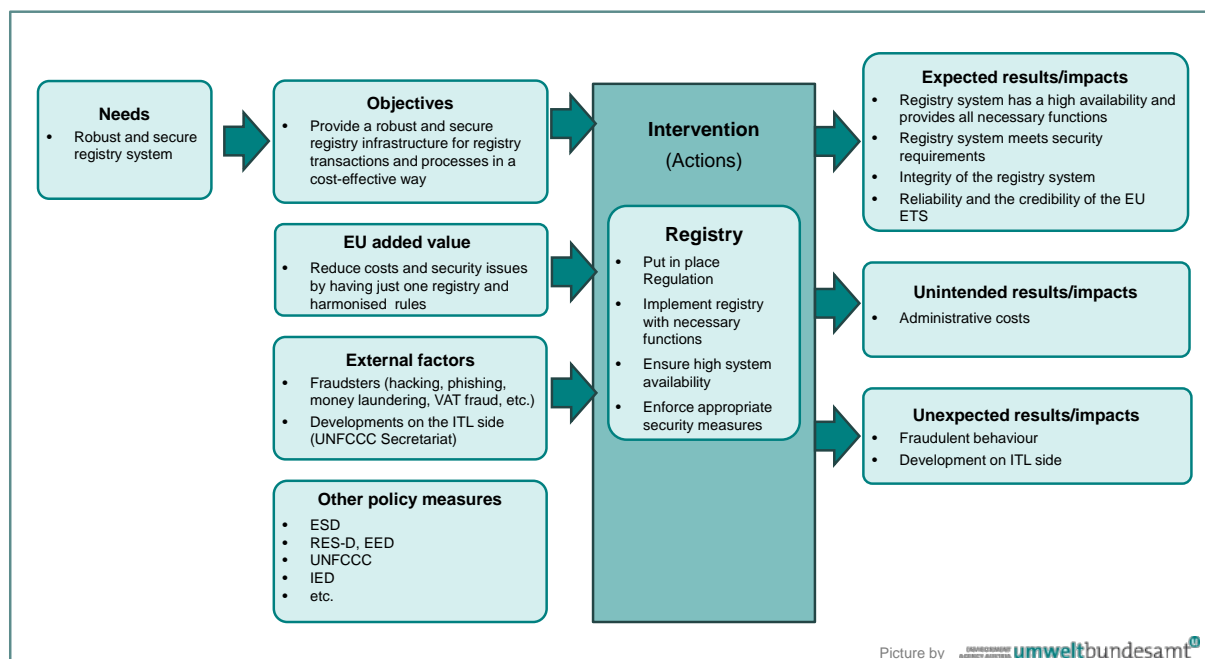 Needs
• Robust and secure
registry system
Objectives
• Provide a robust and secure
registry infrastructure for registry
transactions and processes in a
cost-effective way
EU added value
• Reduce costs and security issues
by having just one registry and
harmonised rules
External factors
• Fraudsters (hacking, phishing,
money laundering, VAT fraud, etc.)
• Developments on the ITL side
(UNFCCC Secretariat)
Other policy measures
• ESD
• RES-D, EED
• UNFCCC
• IED
• etc.
Intervention
(Actions)
Registry
• Put in place
Regulation
• Implement registry
with necessary
functions
• Ensure high system
availability
• Enforce appropriate
security measures
Expected results/impacts
• Registry system has a high availability and
provides all necessary functions
• Registry system meets security
requirements
• Integrity of the registry system
• Reliability and the credibility of the EU
ETS
Unintended results/impacts
• Administrative costs
Unexpected results/impacts
• Fraudulent behaviour
• Development on ITL side
Picture by
umweltbundesamt